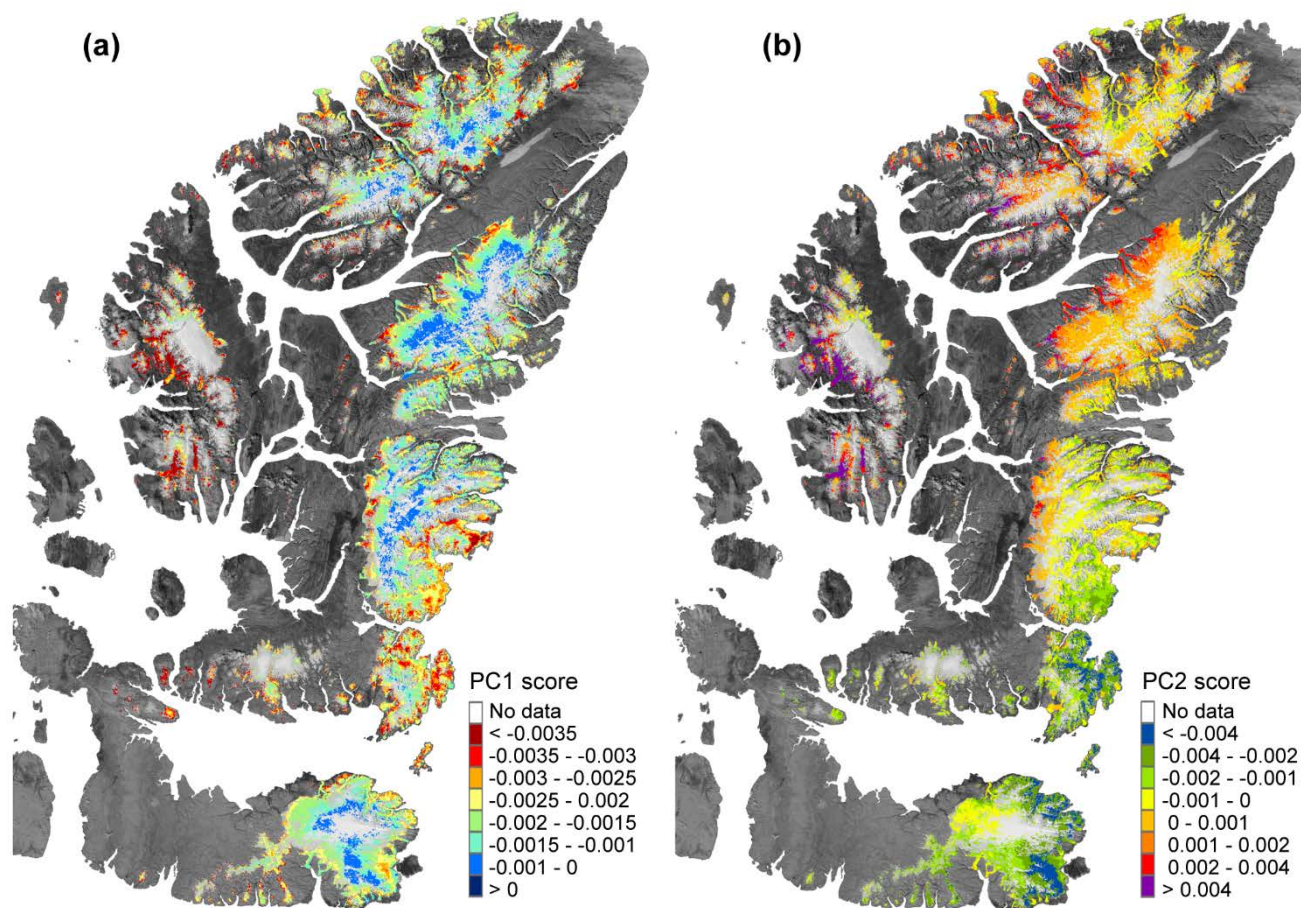 (a)
(b)
PC1 score
No data
< -0.0035
-0.0035 - -0.003
-0.003 - -0.0025
-0.0025 - 0.002
-0.002 - -0.0015
-0.0015 - -0.001
-0.001 - 0
> 0
PC2 score
No data
< -0.004
-0.004 - -0.002
-0.002 - -0.001
-0.001 - 0
0 - 0.001
0.001 - 0.002
0.002 - 0.004
> 0.004